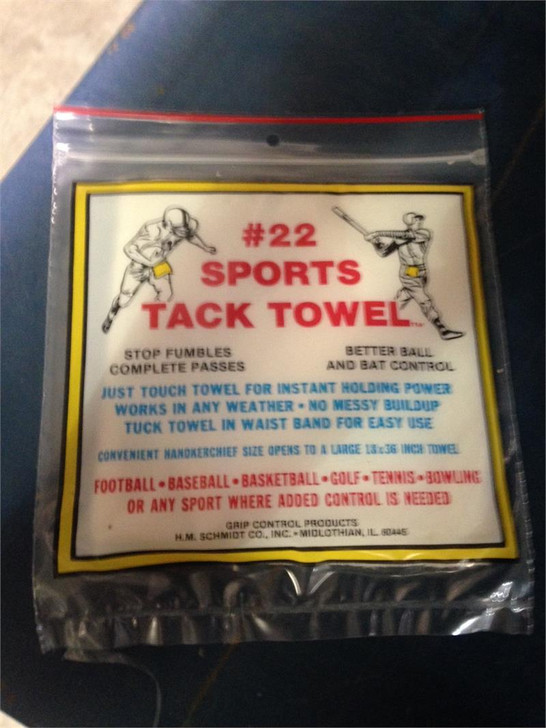 #22
SPORTS
TACK TOWEL™
STOP FUMBLES
COMPLETE PASSES
BETTER BALL
AND BAT CONTROL
JUST TOUCH TOWEL FOR INSTANT HOLDING POWER
WORKS IN ANY WEATHER • NO MESSY BUILDUP
TUCK TOWEL IN WAIST BAND FOR EASY USE
CONVENIENT HANDKERCHIEF SIZE OPENS TO A LARGE 18x36 INCH TOWEL
FOOTBALL • BASEBALL • BASKETBALL • GOLF • TENNIS • BOWLING
OR ANY SPORT WHERE ADDED CONTROL IS NEEDED
GRIP CONTROL PRODUCTS
H.M. SCHMIDT CO., INC. • MIDLOTHIAN, IL. 60445